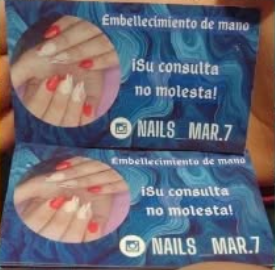 Embellecimiento de mano
¡Su consulta
no molesta!
NAILS_MAR.7
Embellecimiento de mano
¡Su consulta
no molesta!
NAILS_MAR.7